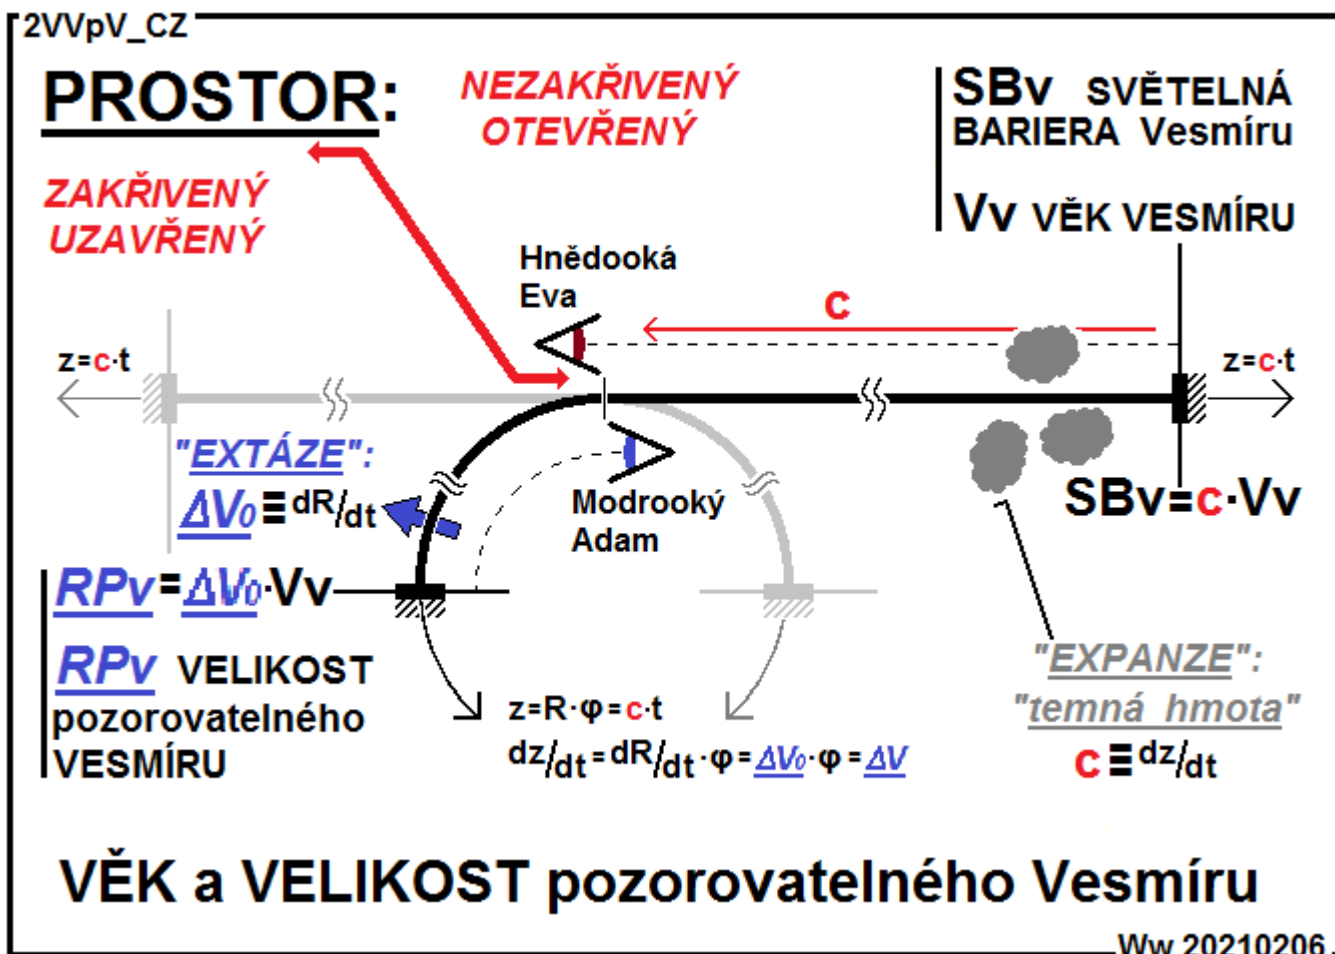 2VVpV_CZ
PROSTOR:
NEZAKŘIVENÝ
OTEVŘENÝ
SBv SVĚTELNÁ
BARIERA Vesmíru
Vv VĚK VESMÍRU
ZAKŘIVENÝ
UZAVŘENÝ
Hnědooká
Eva
c
z=c·t
z=c·t
"EXTÁZE":
ΔV₀≡dR/dt
Modrooký
Adam
SBv=c·Vv
RPv=ΔV₀·Vv
RPv VELIKOST
pozorovatelného
VESMÍRU
z=R·φ=c·t
dz/dt=dR/dt·φ=ΔV₀·φ=ΔV
"EXPANZE":
"temná hmota"
c≡dz/dt
VĚK a VELIKOST pozorovatelného Vesmíru
Ww 20210206